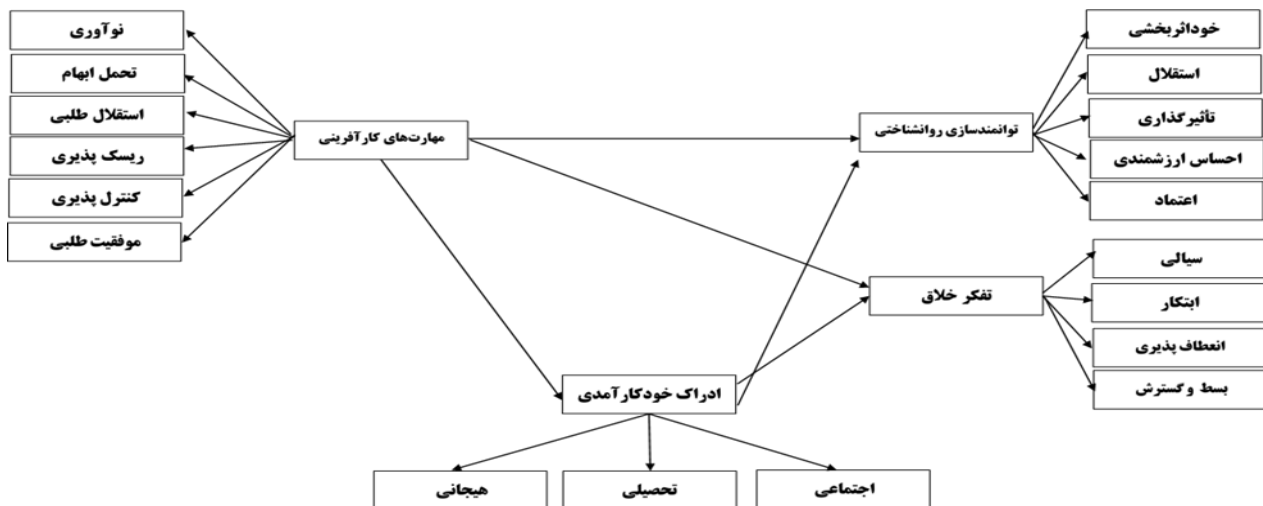 خوداثربخشی
استقلال
تأثیرگذاری
احساس ارزشمندی
اعتماد
توانمندسازی روانشناختی
سیالی
ابتکار
انعطاف پذیری
بسط و گسترش
تفکر خلاق
مهارت‌های کارآفرینی
نوآوری
تحمل ابهام
استقلال طلبی
ریسک پذیری
کنترل پذیری
موفقیت طلبی
ادراک خودکارآمدی
اجتماعی
تحصیلی
هیجانی